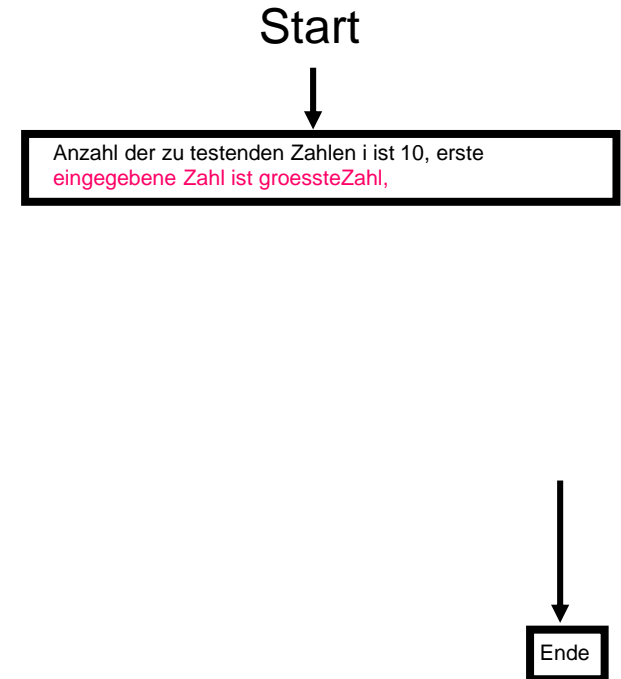 Start
Anzahl der zu testenden Zahlen i ist 10, erste
eingegebene Zahl ist groessteZahl,
Ende